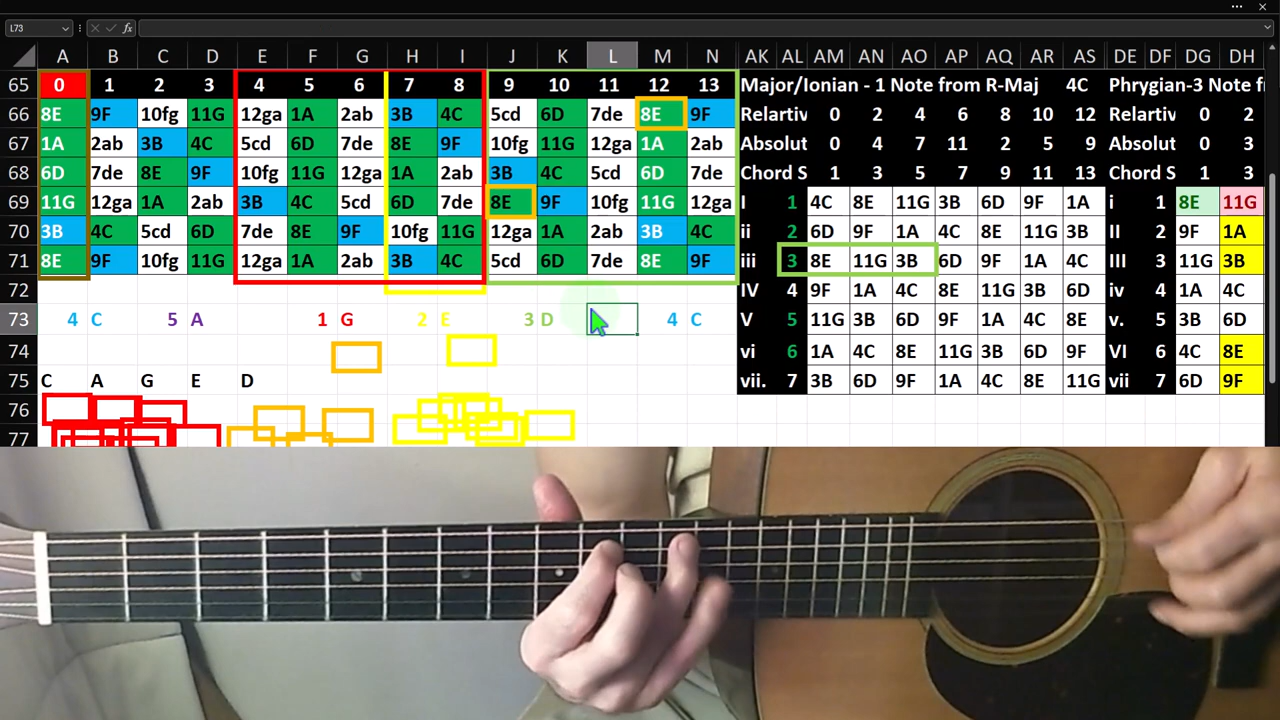 L73 fx
A B C D E F G H I J K L M N AK AL AM AN AO AP AQ AR AS DE DF DG DH
65 0 1 2 3 4 5 6 7 8 9 10 11 12 13 Major/Ionian - 1 Note from R-Maj 4C Phrygian-3 Note f
66 8E 9F 10fg 11G 12ga 1A 2ab 3B 4C 5cd 6D 7de 8E 9F Relartiv 0 2 4 6 8 10 12 Relartiv 0 2
67 1A 2ab 3B 4C 5cd 6D 7de 8E 9F 10fg 11G 12ga 1A 2ab Absolut 0 4 7 11 2 5 9 Absolut 0 3
68 6D 7de 8E 9F 10fg 11G 12ga 1A 2ab 3B 4C 5cd 6D 7de Chord S 1 3 5 7 9 11 13 Chord S 1 3
69 11G 12ga 1A 2ab 3B 4C 5cd 6D 7de 8E 9F 10fg 11G 12ga I 1 4C 8E 11G 3B 6D 9F 1A i 1 8E 11G
70 3B 4C 5cd 6D 7de 8E 9F 10fg 11G 12ga 1A 2ab 3B 4C ii 2 6D 9F 1A 4C 8E 11G 3B II 2 9F 1A
71 8E 9F 10fg 11G 12ga 1A 2ab 3B 4C 5cd 6D 7de 8E 9F iii 3 8E 11G 3B 6D 9F 1A 4C III 3 11G 3B
72 IV 4 9F 1A 4C 8E 11G 3B 6D iv 4 1A 4C
73 4 C 5 A 1 G 2 E 3 D 4 C V 5 11G 3B 6D 9F 1A 4C 8E v. 5 3B 6D
74 vi 6 1A 4C 8E 11G 3B 6D 9F VI 6 4C 8E
75 C A G E D vii. 7 3B 6D 9F 1A 4C 8E 11G vii 7 6D 9F
76
77